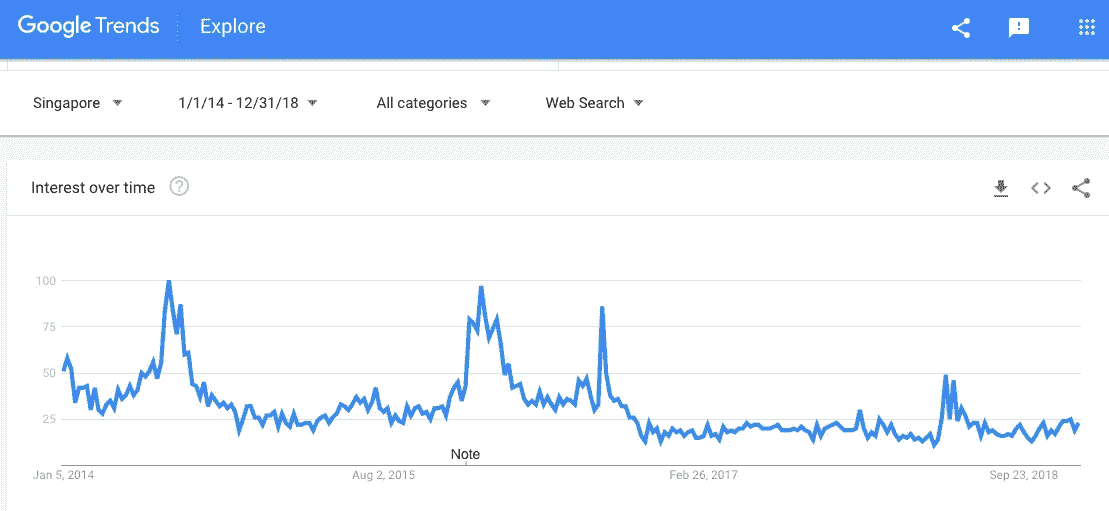 Google Trends Explore
Singapore 1/1/14 - 12/31/18 All categories Web Search
Interest over time ?
100
75
50
25
Note
Jan 5, 2014 Aug 2, 2015 Feb 26, 2017 Sep 23, 2018